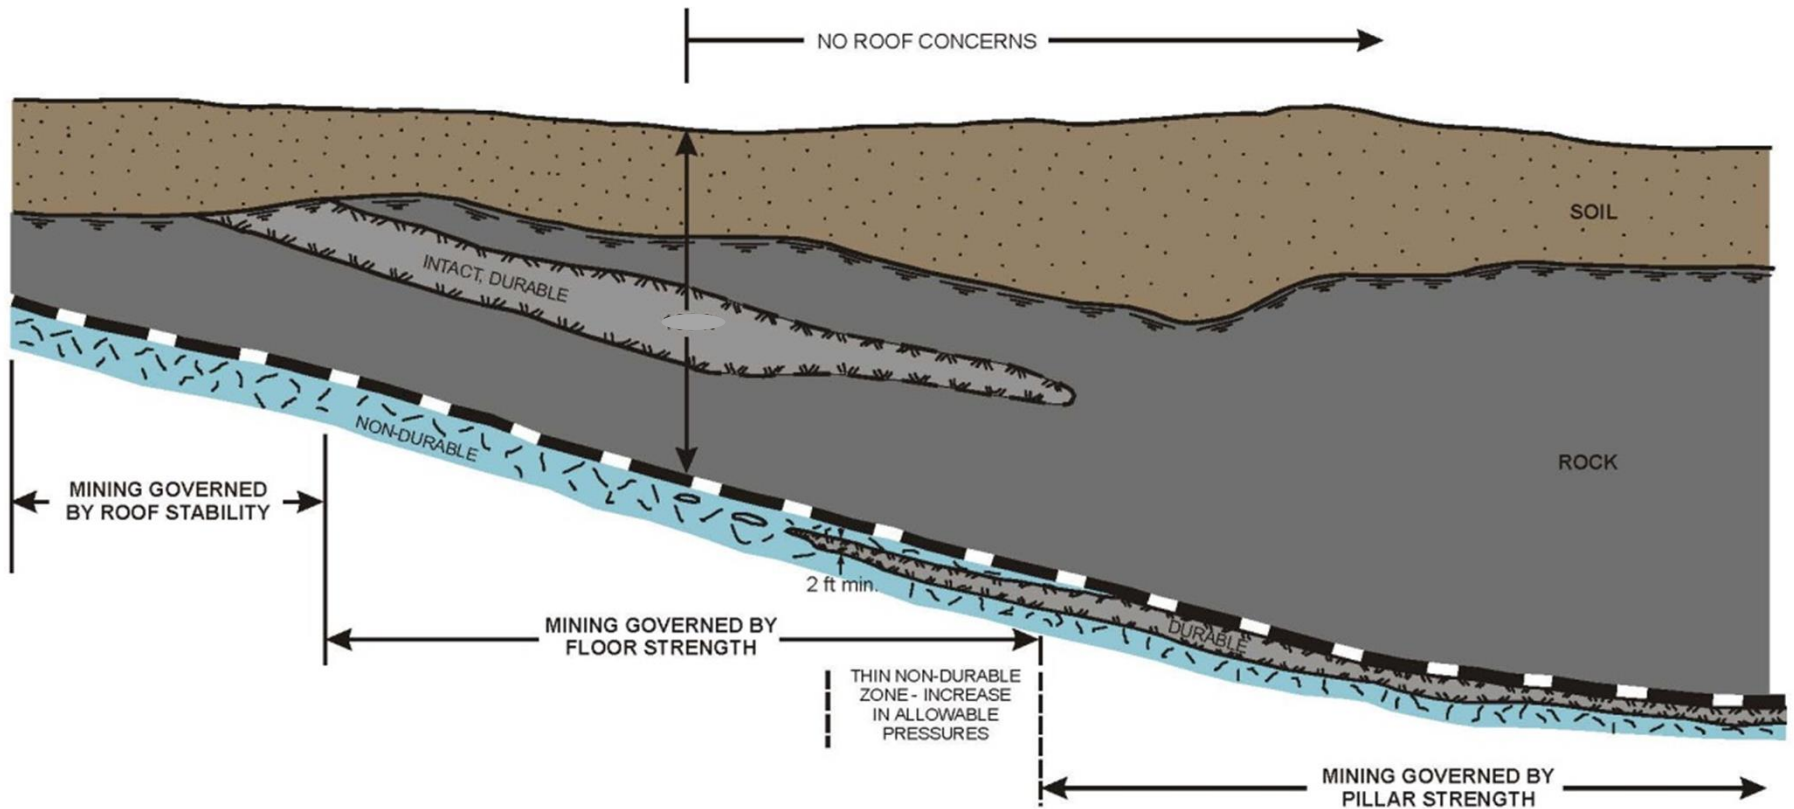 NO ROOF CONCERNS
SOIL
INTACT, DURABLE
ROCK
NON-DURABLE
MINING GOVERNED
BY ROOF STABILITY
2 ft min.
MINING GOVERNED BY
FLOOR STRENGTH
DURABLE
THIN NON-DURABLE
ZONE - INCREASE
IN ALLOWABLE
PRESSURES
MINING GOVERNED BY
PILLAR STRENGTH